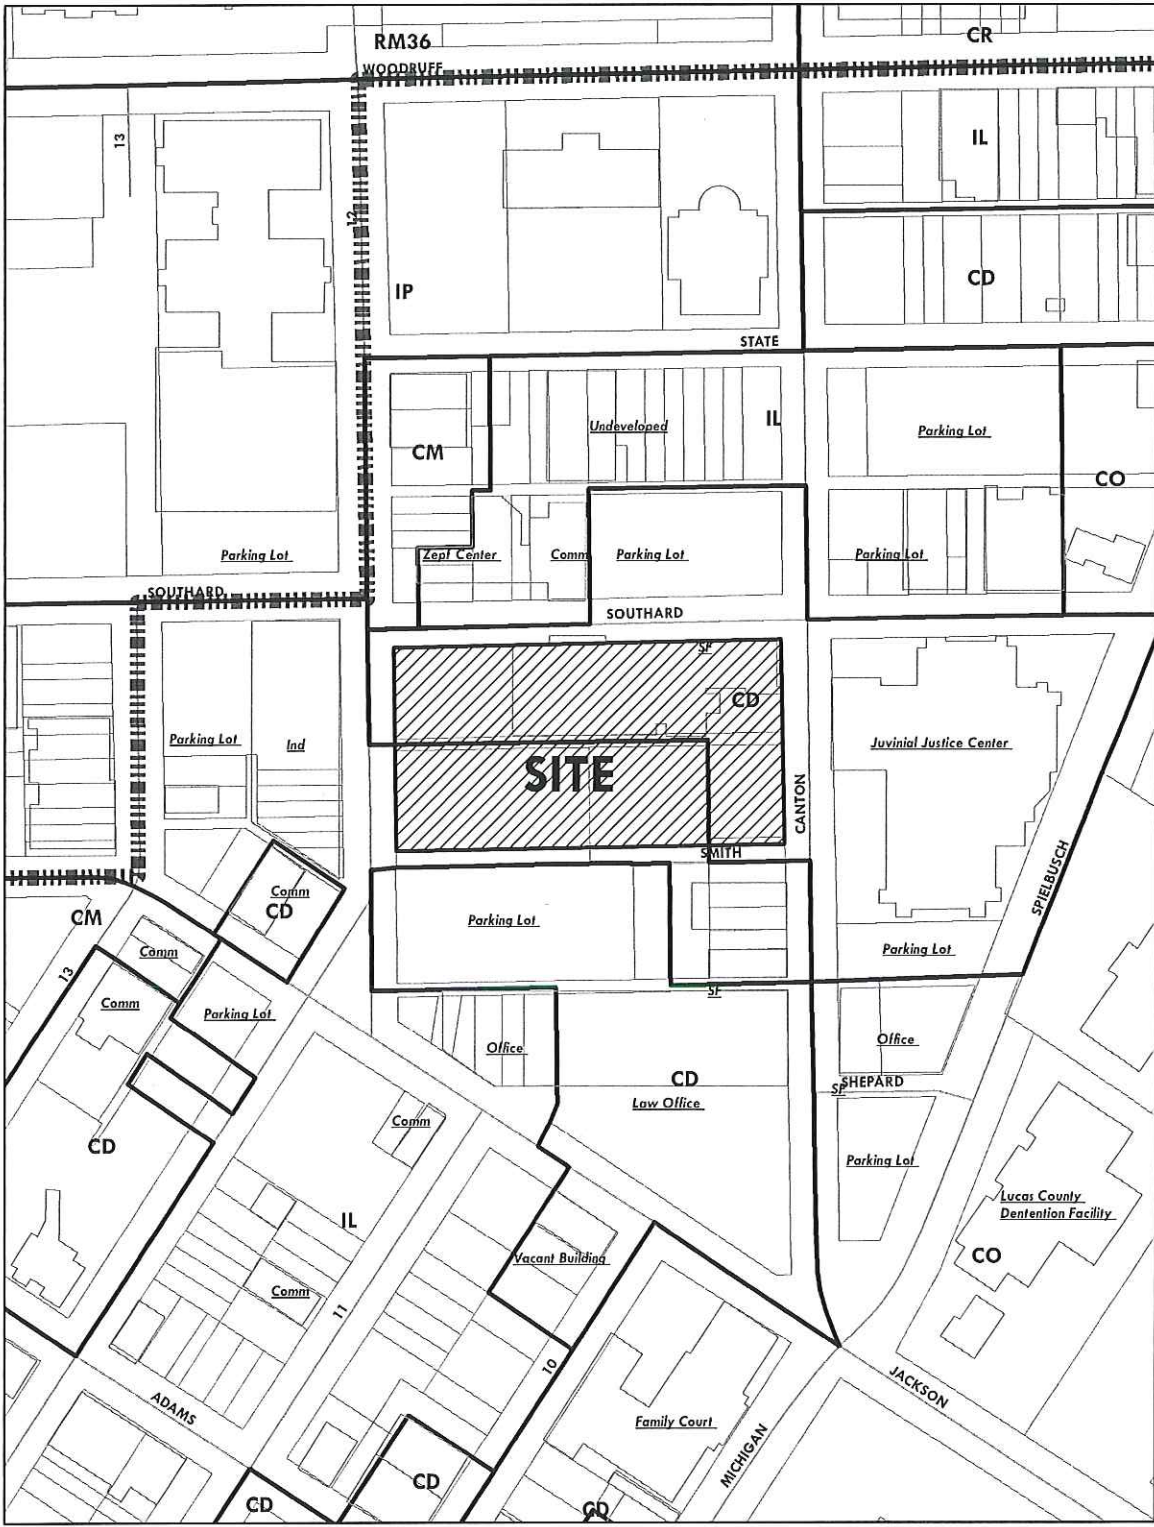 RM36
CR
WOODRUFF
13
IL
12
IP
CD
STATE
Undeveloped
IL
Parking Lot
CM
CO
Parking Lot
Zepf Center
Comm
Parking Lot
Parking Lot
SOUTHARD
SOUTHARD
SF
CD
Parking Lot
Ind
Juvinial Justice Center
SITE
CANTON
SMITH
SPIELBUSCH
Comm
CD
CM
Parking Lot
Comm
Parking Lot
13
SF
Comm
Parking Lot
Office
Office
CD
SHEPARD
SF
Law Office
Comm
CD
Parking Lot
Lucas County
Dentention Facility
IL
Vacant Building
CO
Comm
11
10
JACKSON
ADAMS
Family Court
MICHIGAN
CD
CD
CD